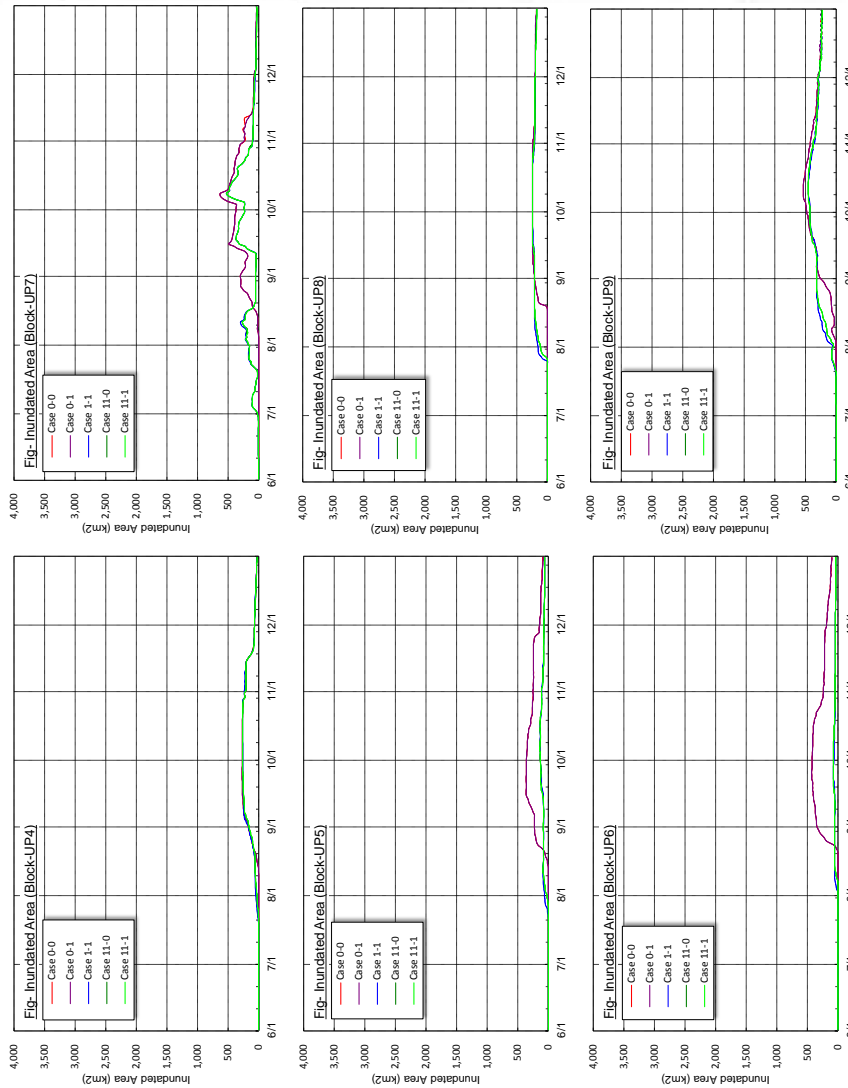 Fig- Inundated Area (Block-UP4)
4,000
3,500
3,000
2,500
2,000
1,500
1,000
500
0
Inundated Area (km2)
Case 0-0
Case 0-1
Case 1-1
Case 11-0
Case 11-1
6/1 7/1 8/1 9/1 10/1 11/1 12/1
Fig- Inundated Area (Block-UP7)
4,000
3,500
3,000
2,500
2,000
1,500
1,000
500
0
Inundated Area (km2)
Case 0-0
Case 0-1
Case 1-1
Case 11-0
Case 11-1
6/1 7/1 8/1 9/1 10/1 11/1 12/1
Fig- Inundated Area (Block-UP5)
4,000
3,500
3,000
2,500
2,000
1,500
1,000
500
0
Inundated Area (km2)
Case 0-0
Case 0-1
Case 1-1
Case 11-0
Case 11-1
6/1 7/1 8/1 9/1 10/1 11/1 12/1
Fig- Inundated Area (Block-UP8)
4,000
3,500
3,000
2,500
2,000
1,500
1,000
500
0
Inundated Area (km2)
Case 0-0
Case 0-1
Case 1-1
Case 11-0
Case 11-1
6/1 7/1 8/1 9/1 10/1 11/1 12/1
Fig- Inundated Area (Block-UP6)
4,000
3,500
3,000
2,500
2,000
1,500
1,000
500
0
Inundated Area (km2)
Case 0-0
Case 0-1
Case 1-1
Case 11-0
Case 11-1
Fig- Inundated Area (Block-UP9)
4,000
3,500
3,000
2,500
2,000
1,500
1,000
500
0
Inundated Area (km2)
Case 0-0
Case 0-1
Case 1-1
Case 11-0
Case 11-1